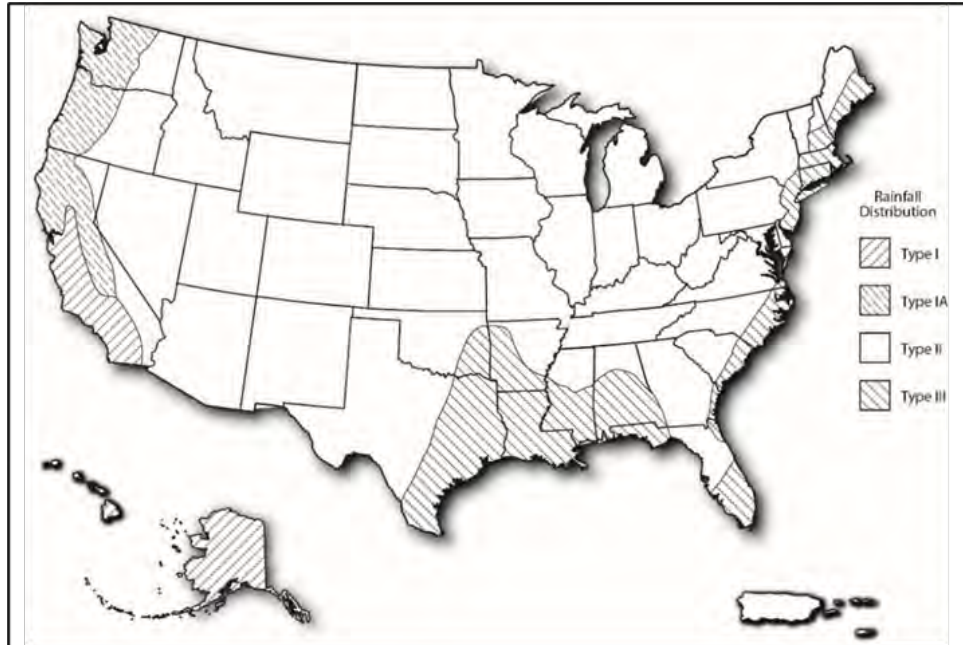 Rainfall
Distribution
Type I
Type IA
Type II
Type III